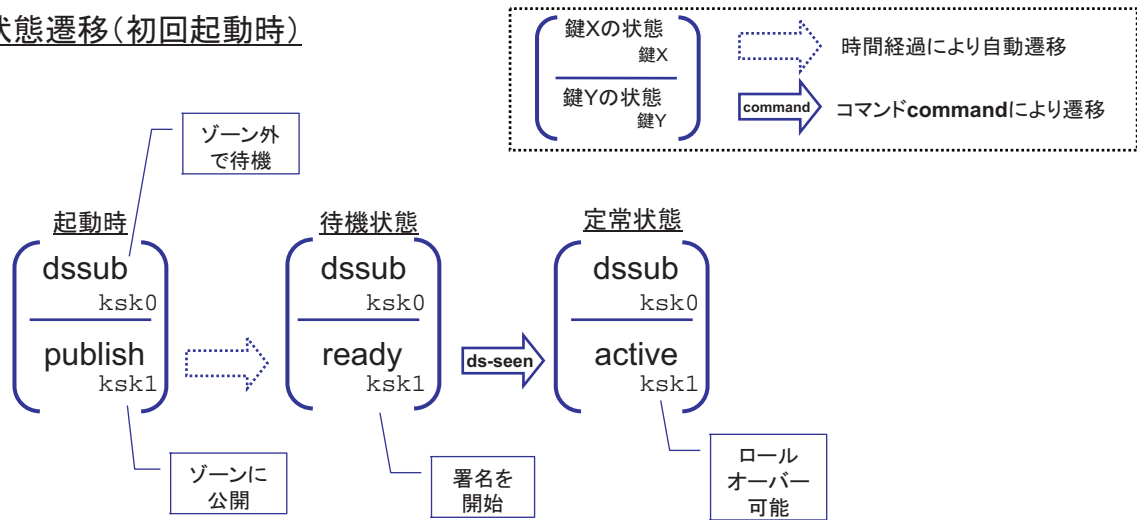 状態遷移(初回起動時)
鍵Xの状態
鍵X
鍵Yの状態
鍵Y
時間経過により自動遷移
command
コマンドcommandにより遷移
ゾーン外
で待機
起動時
待機状態
定常状態
dssub
ksk0
publish
ksk1
dssub
ksk0
ready
ksk1
ds-seen
dssub
ksk0
active
ksk1
ゾーンに
公開
署名を
開始
ロール
オーバー
可能